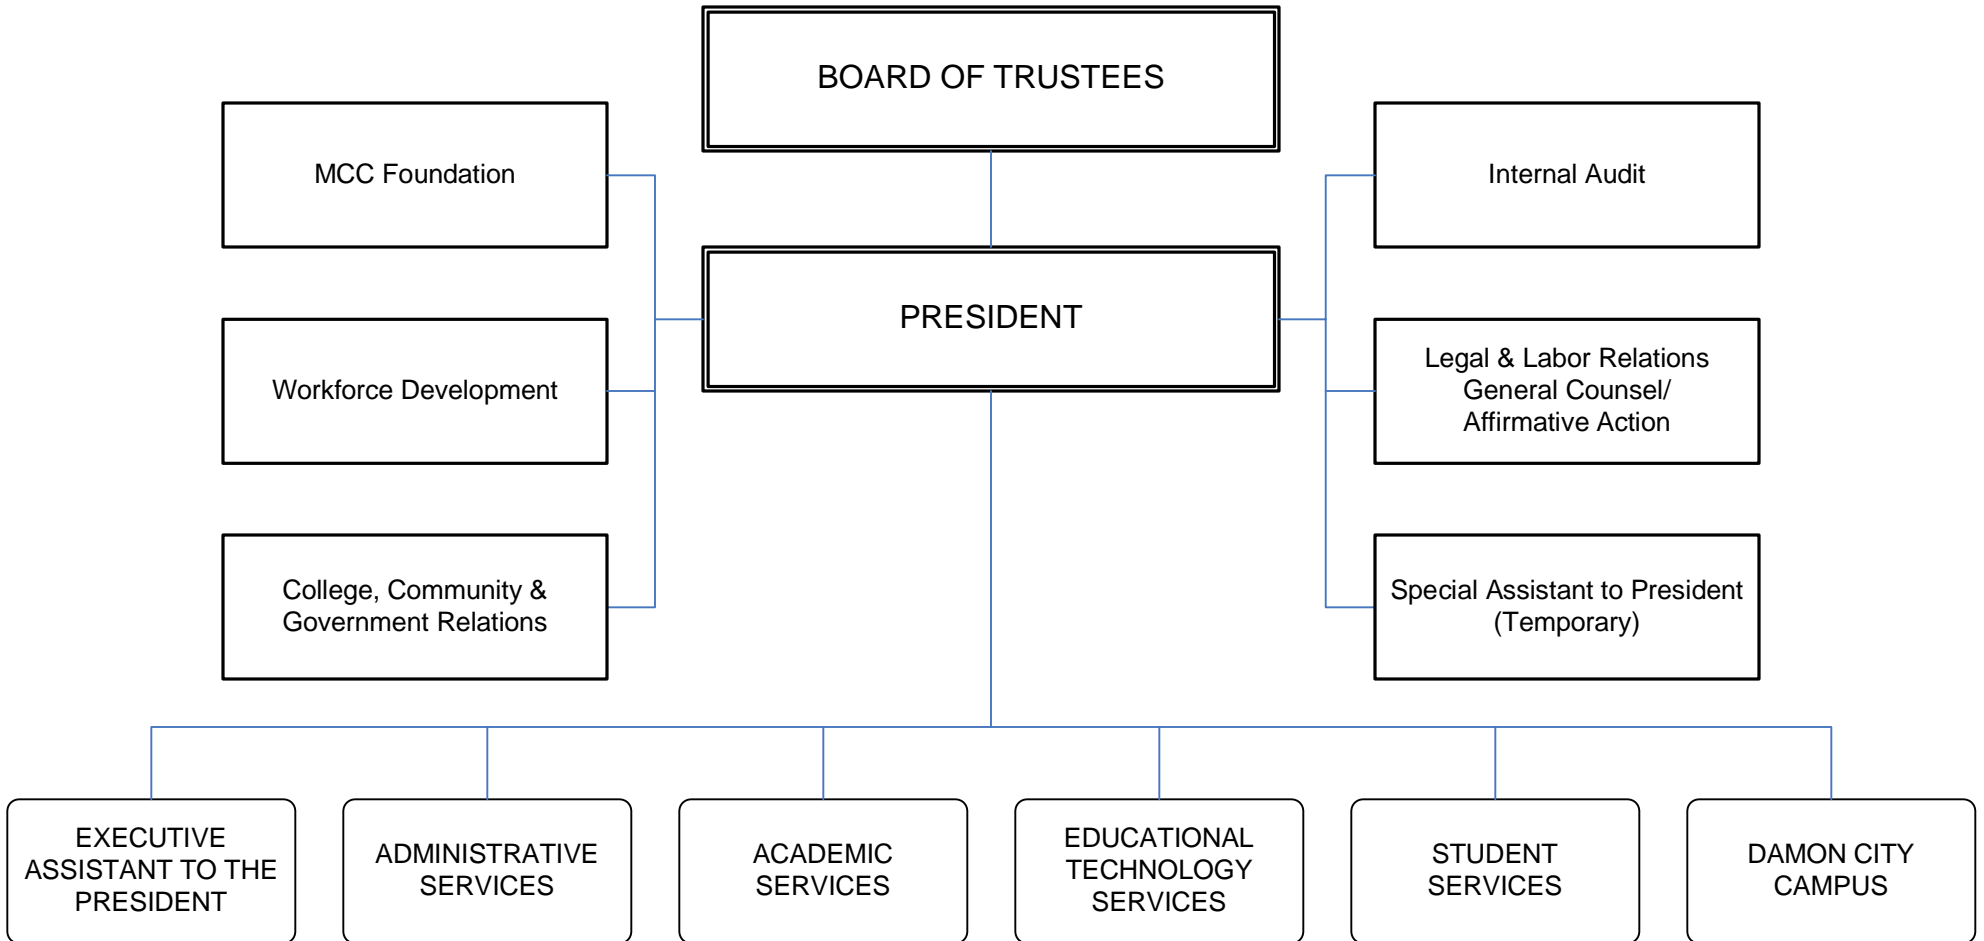 BOARD OF TRUSTEES
MCC Foundation
Internal Audit
PRESIDENT
Workforce Development
Legal & Labor Relations
General Counsel/
Affirmative Action
College, Community &
Government Relations
Special Assistant to President
(Temporary)
EXECUTIVE
ASSISTANT TO THE
PRESIDENT
ADMINISTRATIVE
SERVICES
ACADEMIC
SERVICES
EDUCATIONAL
TECHNOLOGY
SERVICES
STUDENT
SERVICES
DAMON CITY
CAMPUS